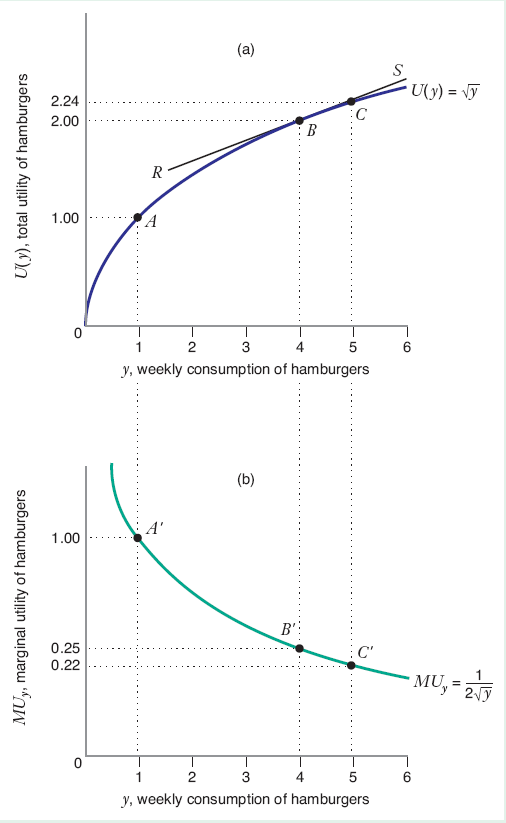 (a)
S
U(y) = √y
2.24
C
2.00
B
R
U(y), total utility of hamburgers
1.00
A
0
1 2 3 4 5 6
y, weekly consumption of hamburgers
(b)
1.00
A′
MUy, marginal utility of hamburgers
B′
0.25
C′
0.22
MUy = 1/2√y
0
1 2 3 4 5 6
y, weekly consumption of hamburgers